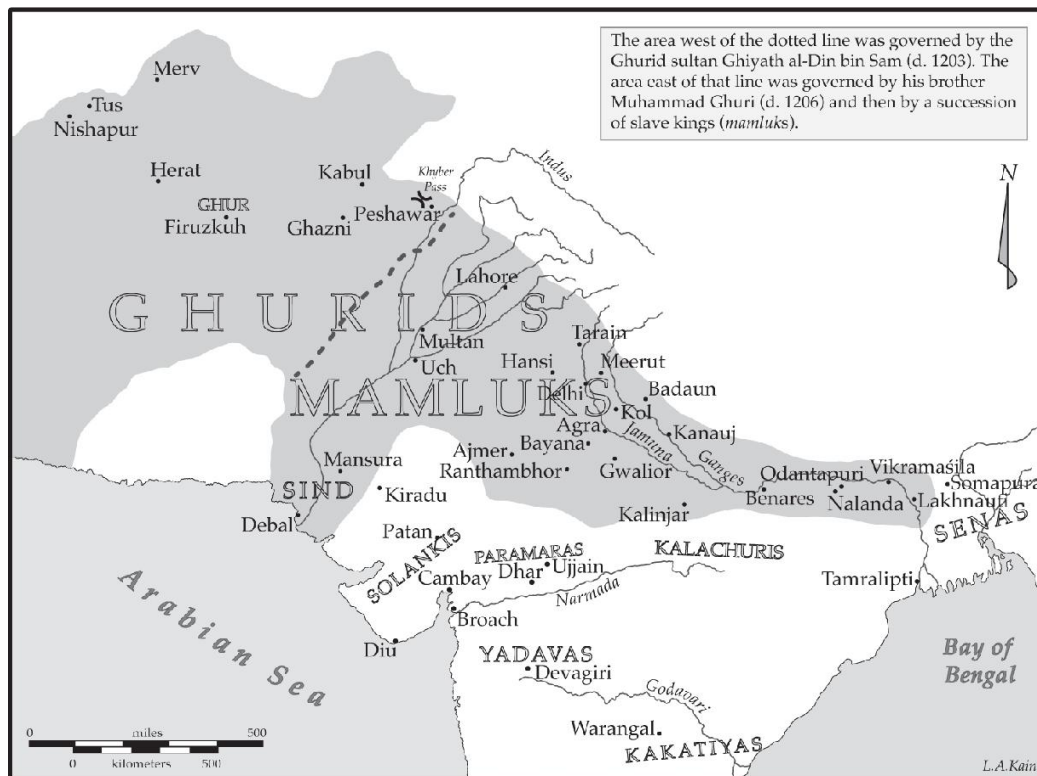 The area west of the dotted line was governed by the
Ghurid sultan Ghiyath al-Din bin Sam (d. 1203). The
area east of that line was governed by his brother
Muhammad Ghuri (d. 1206) and then by a succession
of slave kings (mamluks).
Merv
Tus
Nishapur
Herat
Kabul
Khyber
Pass
Indus
N
GHUR
Firuzkuh
Ghazni
Peshawar
Lahore
GHURIDS
Multan
Uch
Tarain
Hansi
Meerut
Delhi
Badaun
MAMLUKS
Kol
Agra
Jamuna
Kanauj
Bayana
Ajmer
Ranthambhor
Gwalior
Ganges
Mansura
SIND
Kiradu
Debal
Benares
Odantapuri
Vikramaśila
Somapura
Nalanda
Lakhnauti
SENAS
Kalinjar
Patan
SOLANKIS
PARAMARAS
Dhar
Ujjain
KALACHURIS
Cambay
Narmada
Tamralipti
Broach
Diu
Arabian Sea
YADAVAS
Devagiri
Godavari
Bay of
Bengal
Warangal
KAKATIYAS
0 miles 500
0 kilometers 500
L.A.Kain